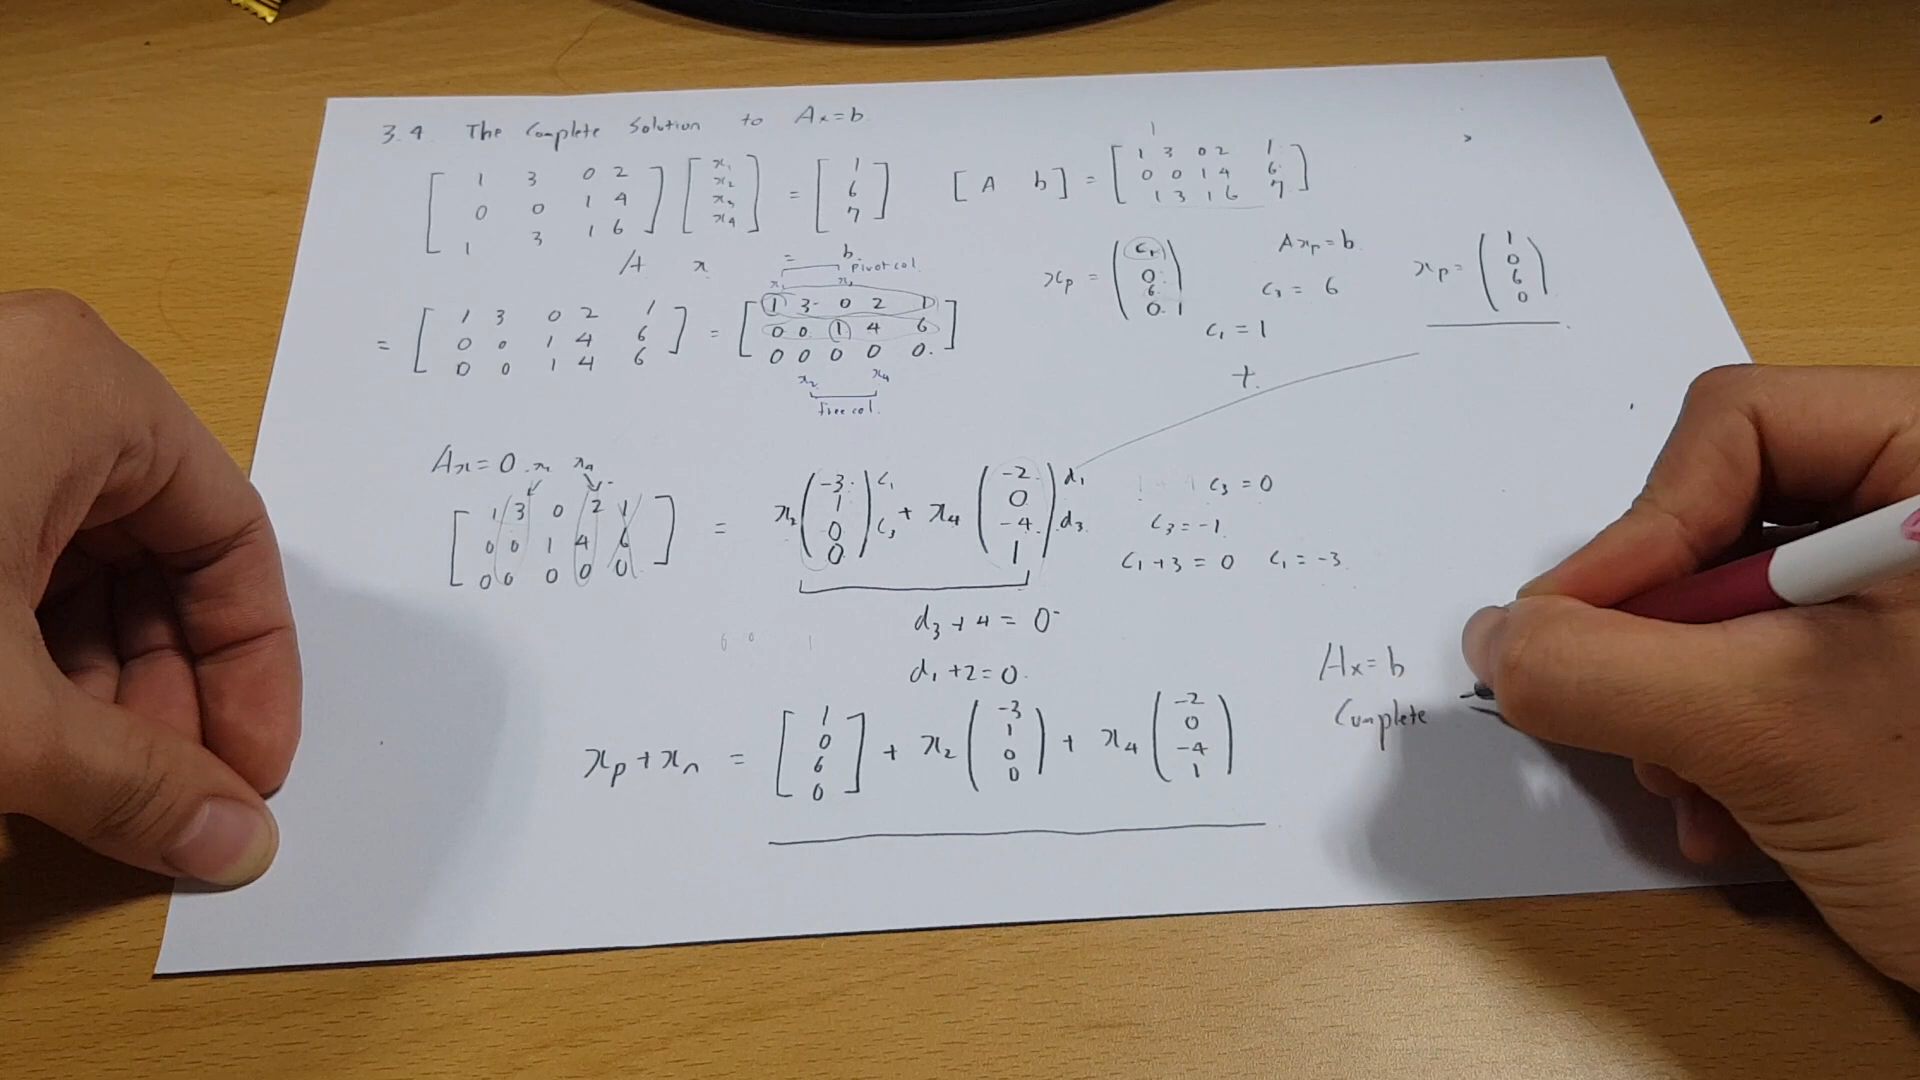 3.4 The Complete Solution to Ax=b
[ 1 3 0 2 ] [ x₁ ] = [ 1 ] [ A b ] = [ 1 3 0 2 1 ]
[ 0 0 1 4 ] [ x₂ ] [ 6 ] [ 0 0 1 4 6 ]
[ 1 3 1 6 ] [ x₃ ] [ 7 ] [ 1 3 1 6 7 ]
[ x₄ ]
A x = b
pivot col.
x₁ x₃
= [ 1 3 0 2 1 ] = [ 1 3 0 2 1 ]
[ 0 0 1 4 6 ] [ 0 0 1 4 6 ]
[ 0 0 1 4 6 ] [ 0 0 0 0 0 ]
x₂ x₄
free col.
xp = ( c₁ 0 6 0 ) Axp = b
c₃ = 6
c₁ = 1
xp = ( 1 0 6 0 )
+
Ax=0 x₂ x₄
[ 1 3 0 2 1 ]
[ 0 0 1 4 6 ]
[ 0 0 0 0 0 ]
= x₂ ( -3 1 0 0 ) c₁ c₃ + x₄ ( -2 0 -4 1 ) d₁ d₃
c₃ = 0
c₃ = -1
c₁ + 3 = 0 c₁ = -3
d₃ + 4 = 0
d₁ + 2 = 0
xp + xn = [ 1 0 6 0 ] + x₂ ( -3 1 0 0 ) + x₄ ( -2 0 -4 1 )
Ax=b
Complete